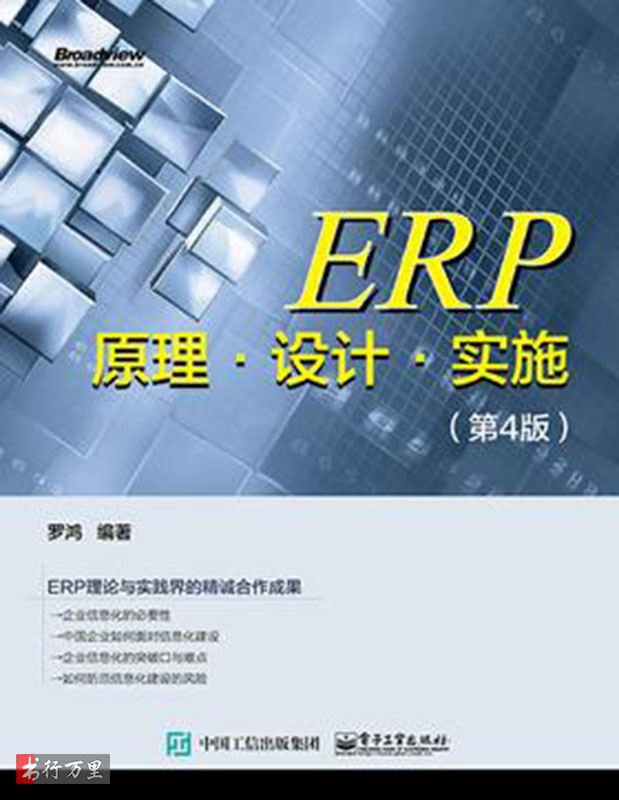 Broadview
www.broadview.com.cn
ERP
原理·设计·实施
（第4版）
罗鸿 编著
ERP理论与实践界的精诚合作成果
→企业信息化的必要性
→中国企业如何面对信息化建设
→企业信息化的突破口与难点
→如何防范信息化建设的风险
中国工信出版集团 电子工业出版社
书行万里